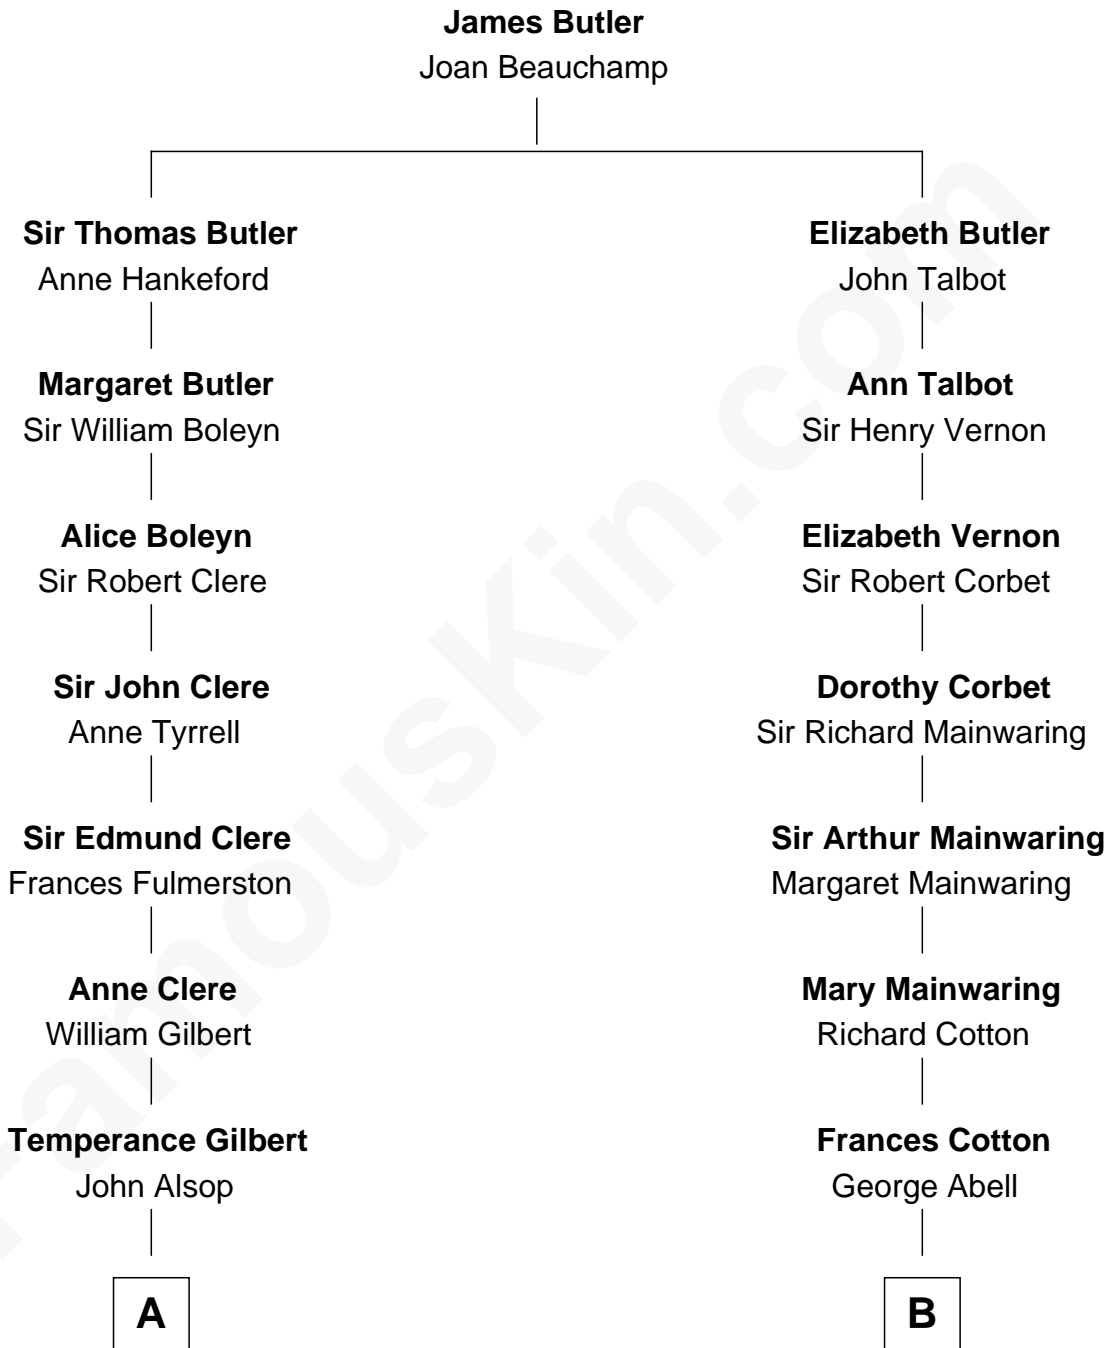 James Butler
Joan Beauchamp
Sir Thomas Butler
Anne Hankeford
Margaret Butler
Sir William Boleyn
Alice Boleyn
Sir Robert Clere
Sir John Clere
Anne Tyrrell
Sir Edmund Clere
Frances Fulmerston
Anne Clere
William Gilbert
Temperance Gilbert
John Alsop
A
Elizabeth Butler
John Talbot
Ann Talbot
Sir Henry Vernon
Elizabeth Vernon
Sir Robert Corbet
Dorothy Corbet
Sir Richard Mainwaring
Sir Arthur Mainwaring
Margaret Mainwaring
Mary Mainwaring
Richard Cotton
Frances Cotton
George Abell
B
FamousKin.com